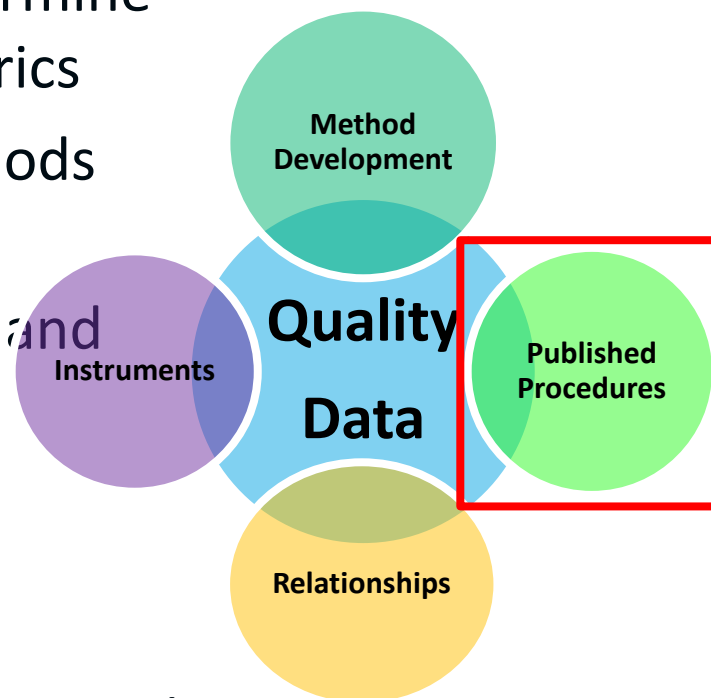 rics
ods
and
Method
Development
Quality
Data
Instruments
Published
Procedures
Relationships